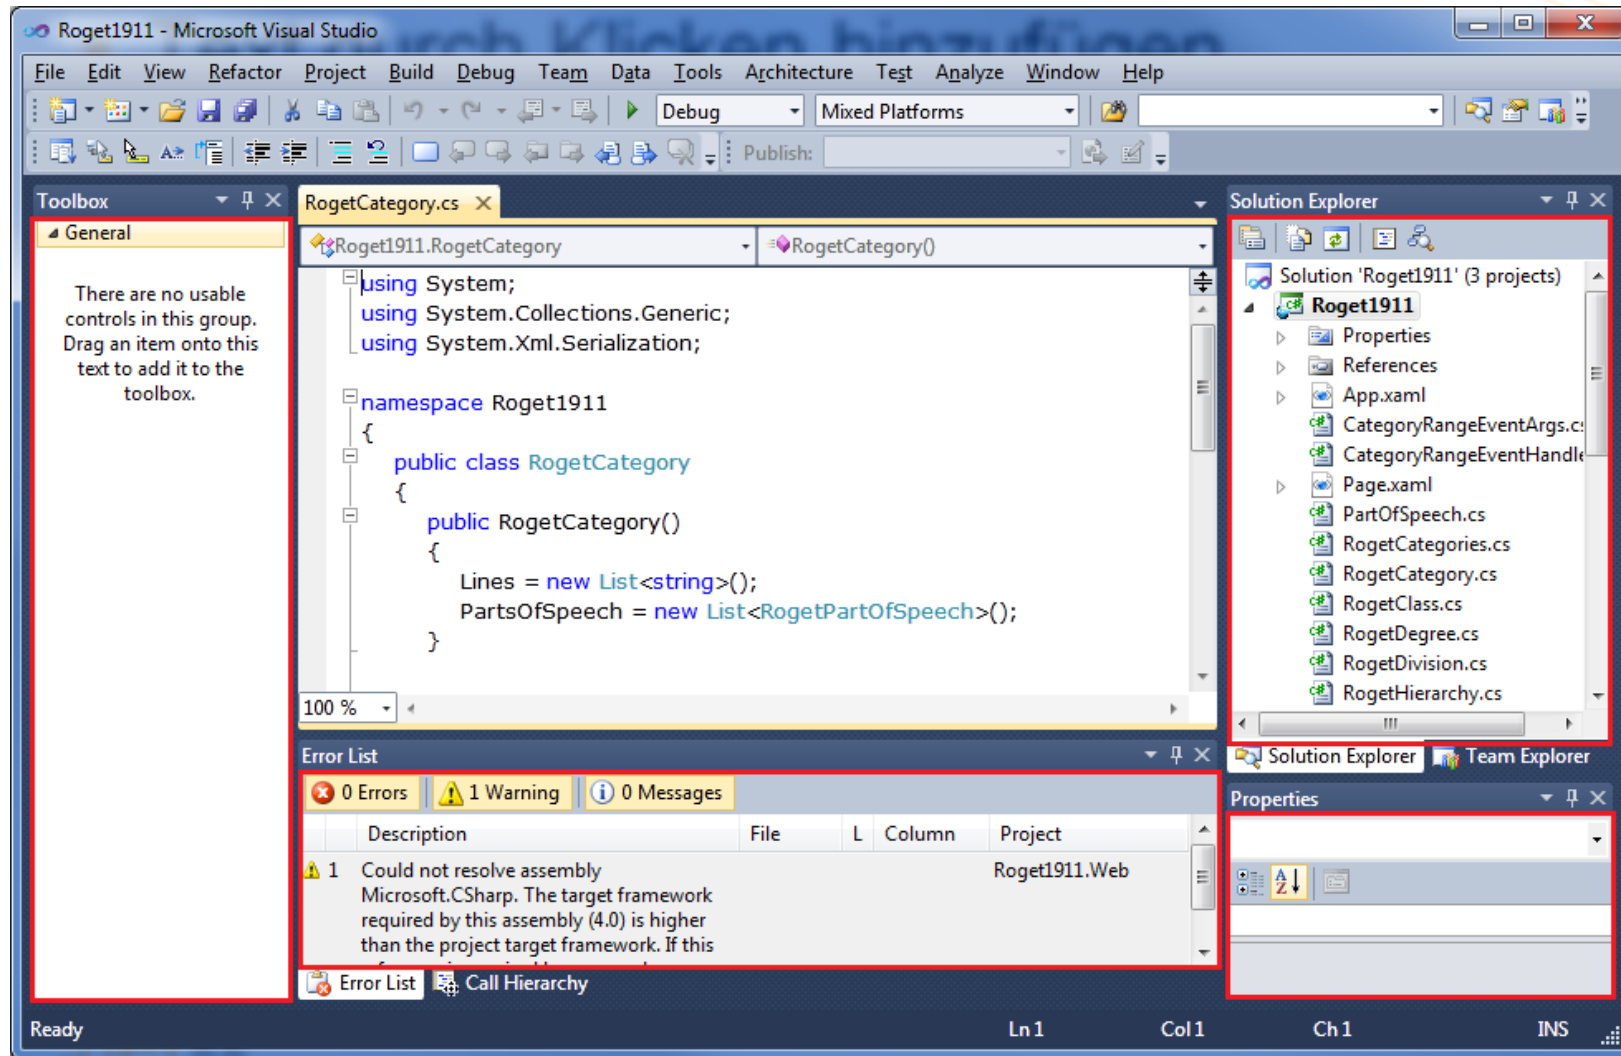 Durch Klicken hinzufügen
Roget1911 - Microsoft Visual Studio
File Edit View Refactor Project Build Debug Team Data Tools Architecture Test Analyze Window Help
Debug Mixed Platforms
Publish:
Toolbox
General
There are no usable
controls in this group.
Drag an item onto this
text to add it to the
toolbox.
RogetCategory.cs
Roget1911.RogetCategory RogetCategory()
using System;
using System.Collections.Generic;
using System.Xml.Serialization;
namespace Roget1911
{
public class RogetCategory
{
public RogetCategory()
{
Lines = new List<string>();
PartsOfSpeech = new List<RogetPartOfSpeech>();
}
100 %
Error List
0 Errors 1 Warning 0 Messages
Description File L Column Project
1 Could not resolve assembly Roget1911.Web
Microsoft.CSharp. The target framework
required by this assembly (4.0) is higher
than the project target framework. If this
Error List Call Hierarchy
Solution Explorer
Solution 'Roget1911' (3 projects)
Roget1911
Properties
References
App.xaml
CategoryRangeEventArgs.c
CategoryRangeEventHandle
Page.xaml
PartOfSpeech.cs
RogetCategories.cs
RogetCategory.cs
RogetClass.cs
RogetDegree.cs
RogetDivision.cs
RogetHierarchy.cs
Solution Explorer Team Explorer
Properties
Ready Ln 1 Col 1 Ch 1 INS